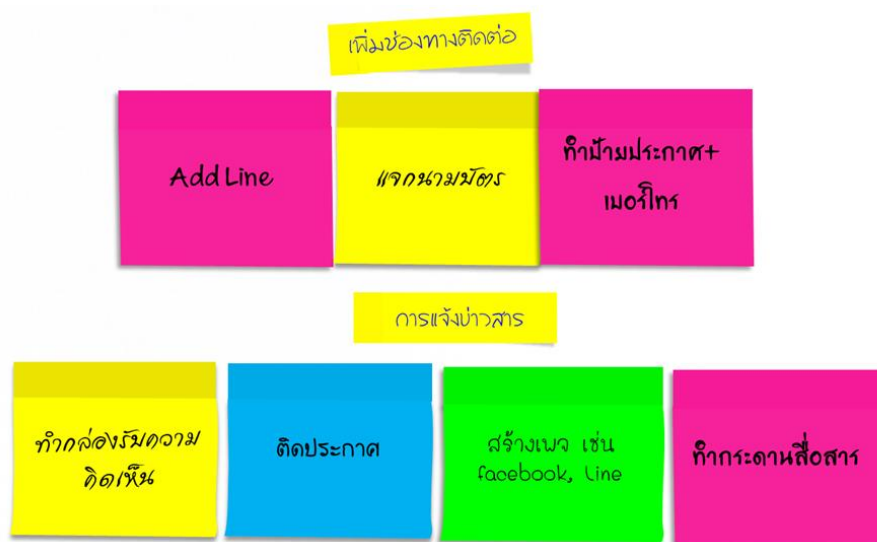 เพิ่มช่องทางติดต่อ
Add Line
แจกนามบัตร
ทำป้ายประกาศ+
เบอร์โทร
การแจ้งข่าวสาร
ทำกล่องรับความ
คิดเห็น
ติดประกาศ
สร้างเพจ เช่น
facebook, Line
ทำกระดานสื่อสาร